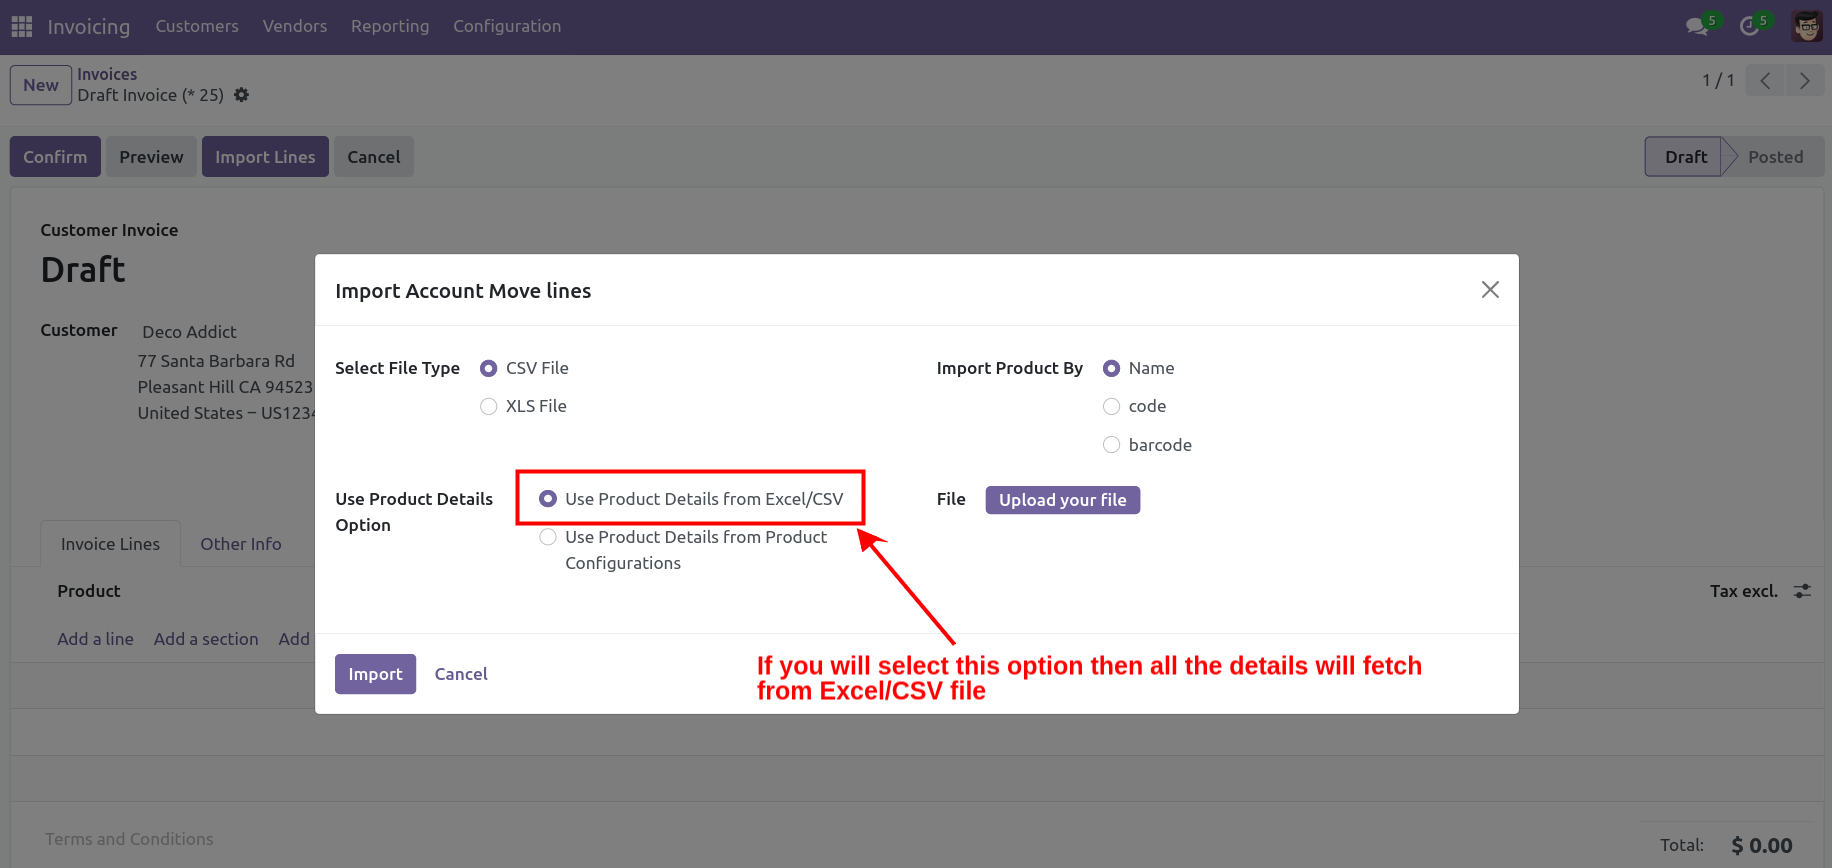 Invoicing Customers Vendors Reporting Configuration 5 5
New Invoices
Draft Invoice (* 25) 1 / 1
Confirm Preview Import Lines Cancel Draft Posted
Customer Invoice
Draft
Customer Deco Addict
77 Santa Barbara Rd
Pleasant Hill CA 94523
United States – US1234
Import Account Move lines
Select File Type CSV File
XLS File
Import Product By Name
code
barcode
Use Product Details Option
Use Product Details from Excel/CSV
Use Product Details from Product
Configurations
File Upload your file
Invoice Lines Other Info
Product Tax excl.
Add a line Add a section Add
Import Cancel
If you will select this option then all the details will fetch
from Excel/CSV file
Terms and Conditions
Total: $ 0.00